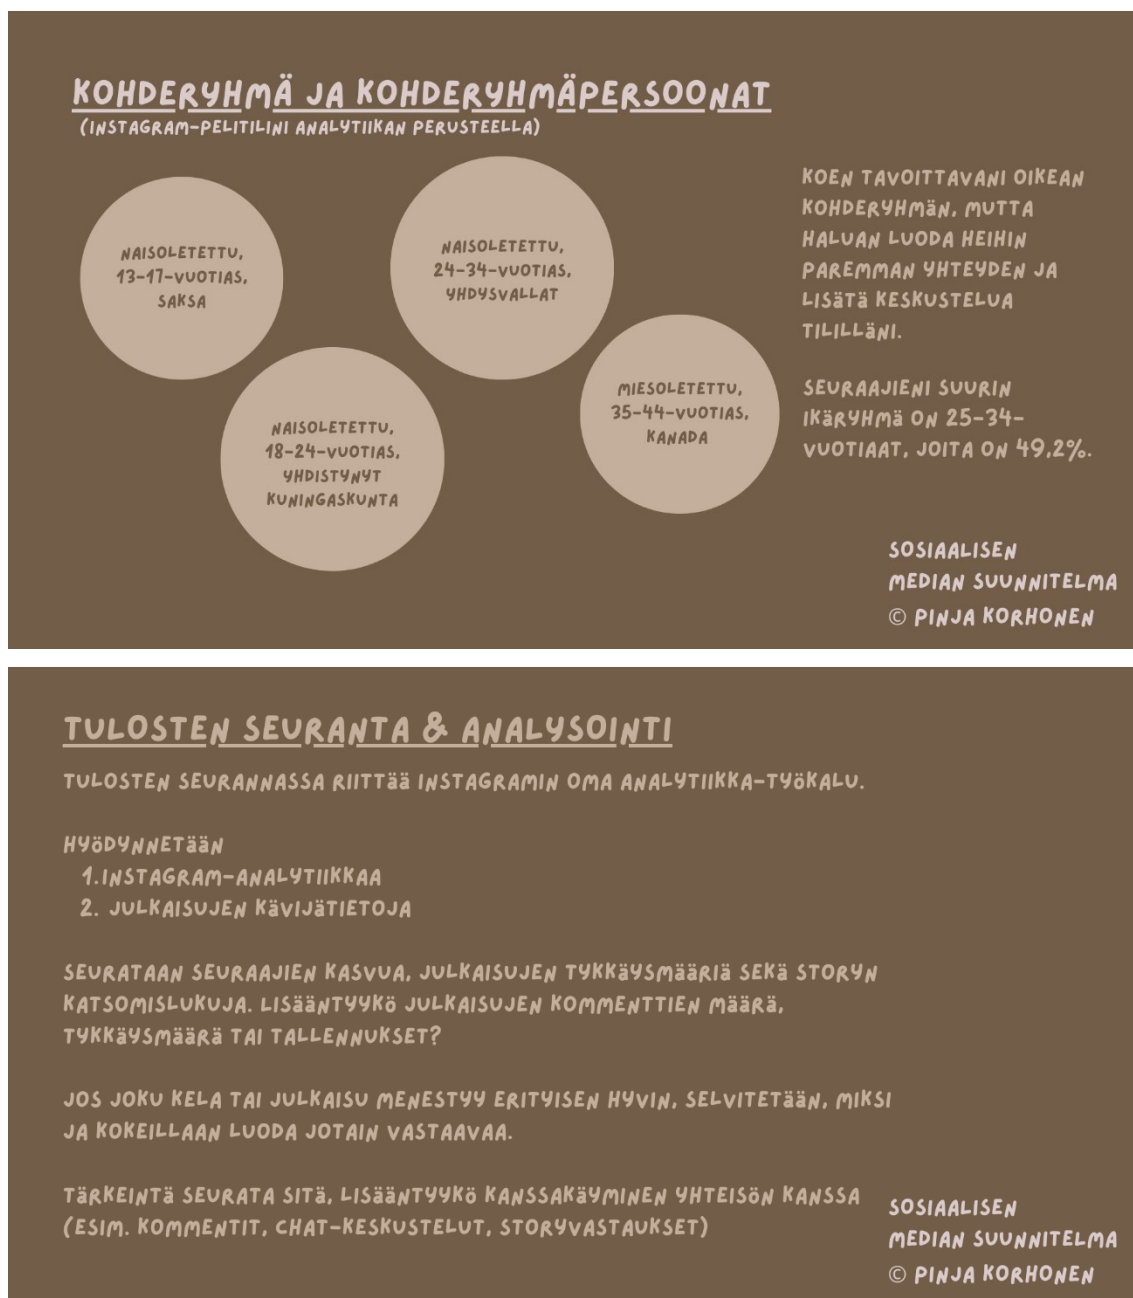 KOHDERYHMÄ JA KOHDERYHMÄPERSOONAT
(INSTAGRAM-PELITILINI ANALYTIIKAN PERUSTEELLA)
NAISOLETETTU,
13-17-VUOTIAS,
SAKSA
NAISOLETETTU,
24-34-VUOTIAS,
YHDYSVALLAT
NAISOLETETTU,
18-24-VUOTIAS,
YHDISTYNYT
KUNINGASKUNTA
MIESOLETETTU,
35-44-VUOTIAS,
KANADA
KOEN TAVOITTAVANI OIKEAN
KOHDERYHMÄN, MUTTA
HALUAN LUODA HEIHIN
PAREMMAN YHTEYDEN JA
LISÄTÄ KESKUSTELUA
TILILLÄNI.
SEURAAJIENI SUURIN
IKÄRYHMÄ ON 25-34-
VUOTIAAT, JOITA ON 49,2%.
SOSIAALISEN
MEDIAN SUUNNITELMA
© PINJA KORHONEN
TULOSTEN SEURANTA & ANALYSOINTI
TULOSTEN SEURANNASSA RIITTÄÄ INSTAGRAMIN OMA ANALYTIIKKA-TYÖKALU.
HYÖDYNNETÄÄN
1. INSTAGRAM-ANALYTIIKKAA
2. JULKAISUJEN KÄVIJÄTIETOJA
SEURATAAN SEURAAJIEN KASVUA, JULKAISUJEN TYKKÄYSMÄÄRIÄ SEKÄ STORYN
KATSOMISLUKUJA. LISÄÄNTYYKÖ JULKAISUJEN KOMMENTTIEN MÄÄRÄ,
TYKKÄYSMÄÄRÄ TAI TALLENNUKSET?
JOS JOKU KELA TAI JULKAISU MENESTYY ERITYISEN HYVIN, SELVITETÄÄN, MIKSI
JA KOKEILLAAN LUODA JOTAIN VASTAAVAA.
TÄRKEINTÄ SEURATA SITÄ, LISÄÄNTYYKÖ KANSSAKÄYMINEN YHTEISÖN KANSSA
(ESIM. KOMMENTIT, CHAT-KESKUSTELUT, STORYVASTAUKSET)
SOSIAALISEN
MEDIAN SUUNNITELMA
© PINJA KORHONEN